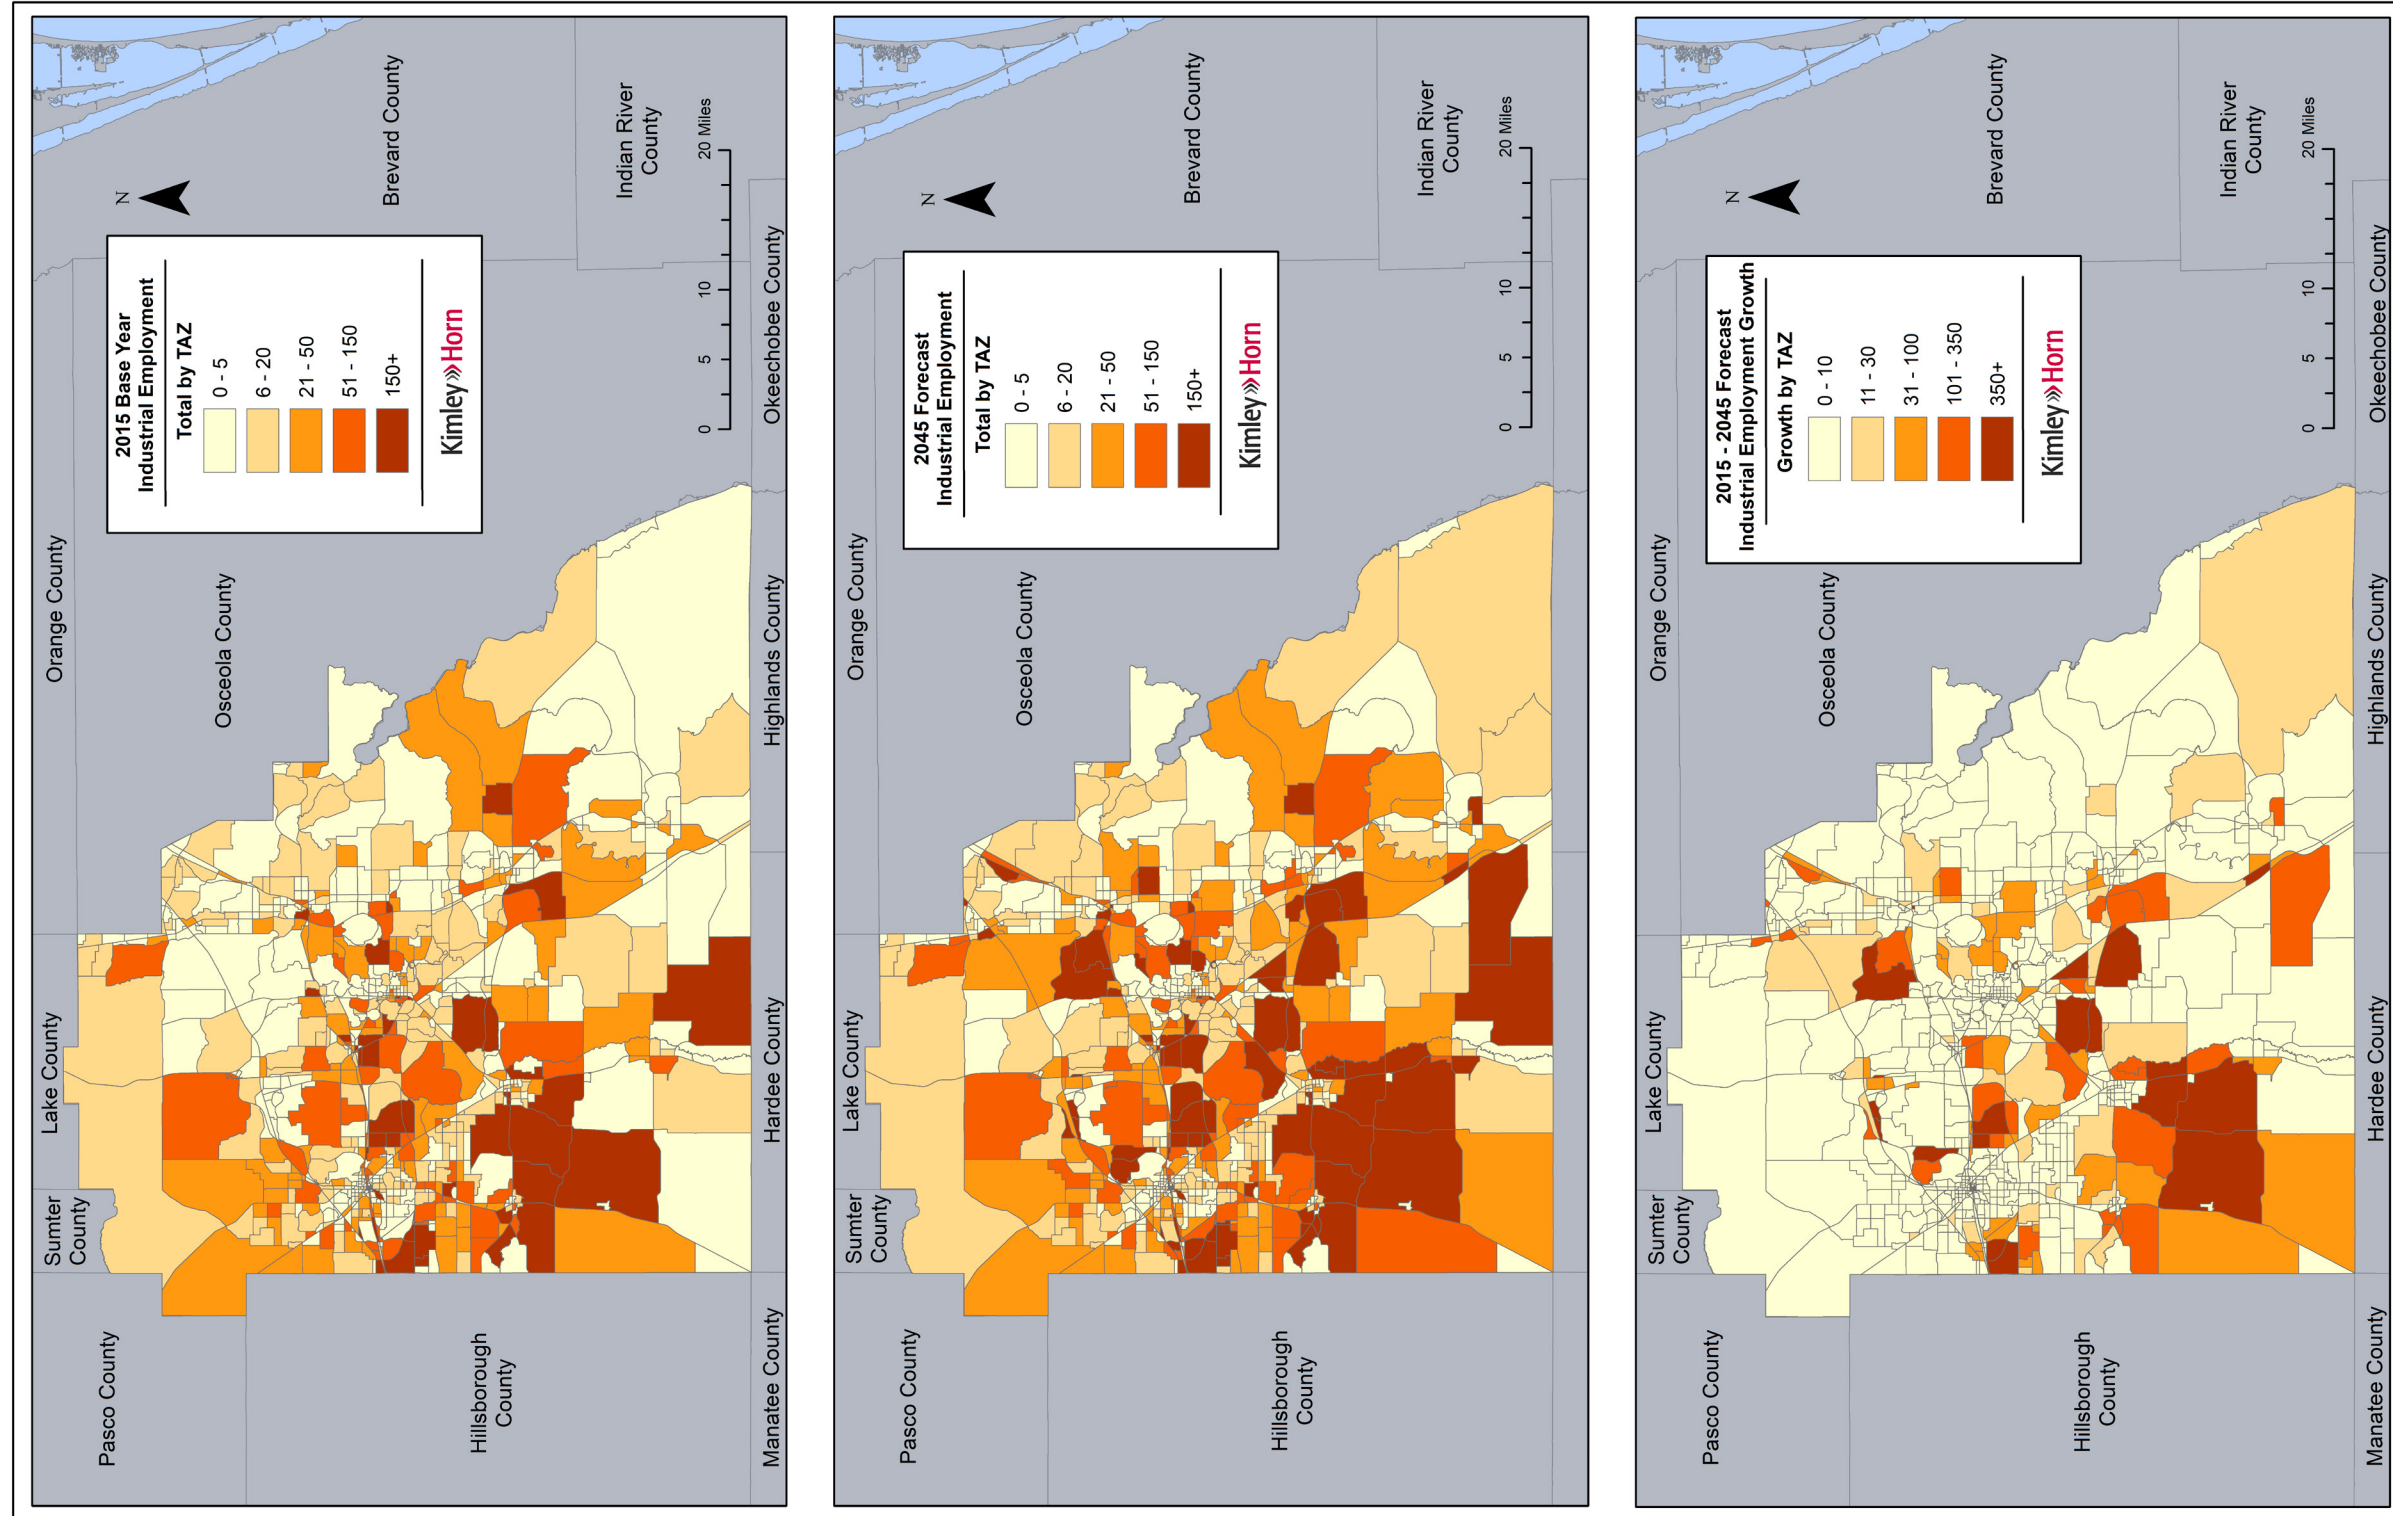 Orange County
Osceola County
Lake County
Sumter
County
Pasco County
Hillsborough
County
Manatee County
Hardee County
Highlands County
Okeechobee County
Brevard County
Indian River
County
N
2015 Base Year
Industrial Employment
Total by TAZ
0 - 5
6 - 20
21 - 50
51 - 150
150+
Kimley»Horn
0 5 10 20 Miles
Orange County
Osceola County
Lake County
Sumter
County
Pasco County
Hillsborough
County
Brevard County
Indian River
County
N
2045 Forecast
Industrial Employment
Total by TAZ
0 - 5
6 - 20
21 - 50
51 - 150
150+
Kimley»Horn
0 5 10 20 Miles
Orange County
Osceola County
Lake County
Sumter
County
Pasco County
Hillsborough
County
Manatee County
Hardee County
Highlands County
Okeechobee County
Brevard County
Indian River
County
N
2015 - 2045 Forecast
Industrial Employment Growth
Growth by TAZ
0 - 10
11 - 30
31 - 100
101 - 350
350+
Kimley»Horn
0 5 10 20 Miles